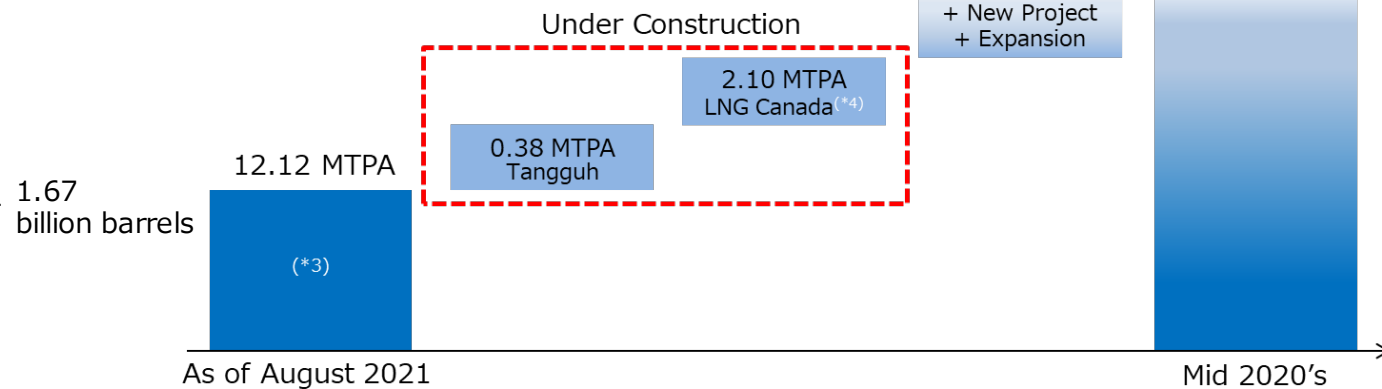 Under Construction
+ New Project
+ Expansion
2.10 MTPA
LNG Canada(*4)
0.38 MTPA
Tangguh
12.12 MTPA
1.67
billion barrels
(*3)
As of August 2021
Mid 2020’s